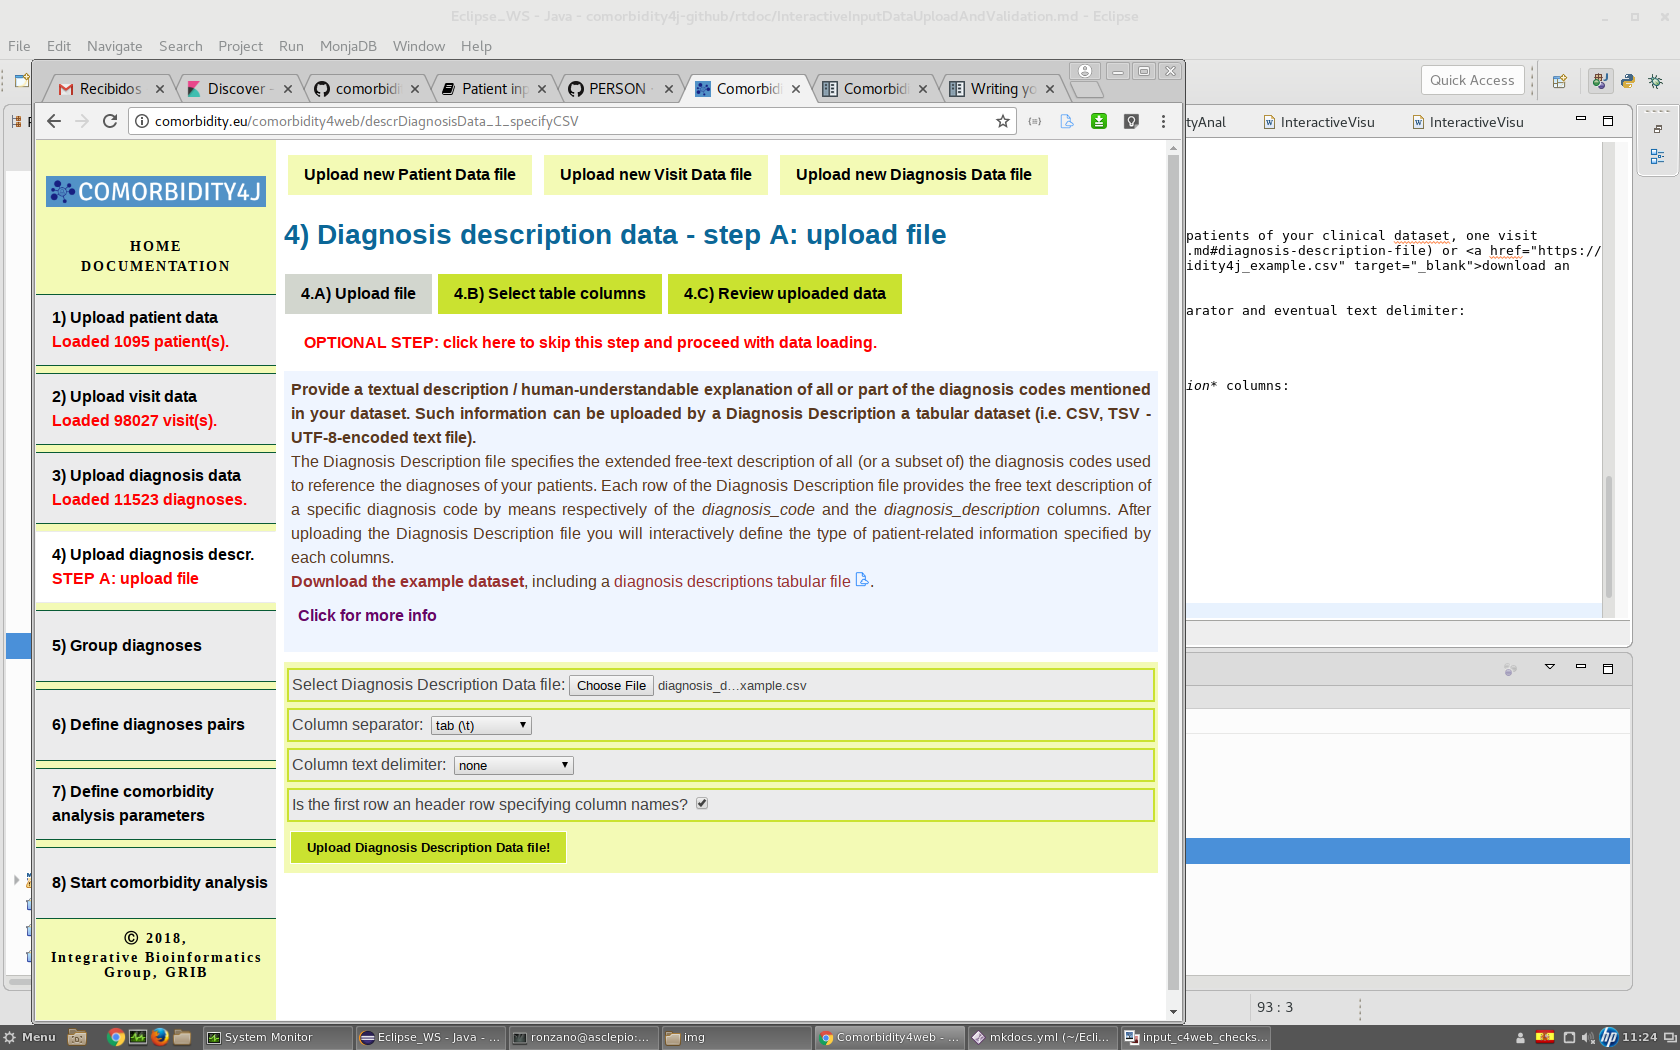 Eclipse_WS - Java - comorbidity4j-github/rtdoc/InteractiveInputDataUploadAndValidation.md - Eclipse
File Edit Navigate Search Project Run MonjaDB Window Help
Quick Access
Recibidos
Discover -
comorbidi
Patient inp
PERSON
Comorbidi
Comorbidi
Writing yo
comorbidity.eu/comorbidity4web/descrDiagnosisData_1_specifyCSV
tyAnal
InteractiveVisu
InteractiveVisu
COMORBIDITY4J
HOME
DOCUMENTATION
1) Upload patient data
Loaded 1095 patient(s).
2) Upload visit data
Loaded 98027 visit(s).
3) Upload diagnosis data
Loaded 11523 diagnoses.
4) Upload diagnosis descr.
STEP A: upload file
5) Group diagnoses
6) Define diagnoses pairs
7) Define comorbidity
analysis parameters
8) Start comorbidity analysis
© 2018,
Integrative Bioinformatics
Group, GRIB
Upload new Patient Data file
Upload new Visit Data file
Upload new Diagnosis Data file
4) Diagnosis description data - step A: upload file
4.A) Upload file
4.B) Select table columns
4.C) Review uploaded data
OPTIONAL STEP: click here to skip this step and proceed with data loading.
Provide a textual description / human-understandable explanation of all or part of the diagnosis codes mentioned
in your dataset. Such information can be uploaded by a Diagnosis Description a tabular dataset (i.e. CSV, TSV -
UTF-8-encoded text file).
The Diagnosis Description file specifies the extended free-text description of all (or a subset of) the diagnosis codes used
to reference the diagnoses of your patients. Each row of the Diagnosis Description file provides the free text description of
a specific diagnosis code by means respectively of the diagnosis_code and the diagnosis_description columns. After
uploading the Diagnosis Description file you will interactively define the type of patient-related information specified by
each columns.
Download the example dataset, including a diagnosis descriptions tabular file.
Click for more info
Select Diagnosis Description Data file: Choose File diagnosis_d...xample.csv
Column separator: tab (\t)
Column text delimiter: none
Is the first row an header row specifying column names?
Upload Diagnosis Description Data file!
patients of your clinical dataset, one visit
.md#diagnosis-description-file) or <a href="https://
idity4j_example.csv" target="_blank">download an
arator and eventual text delimiter:
ion* columns:
93 : 3
Menu
System Monitor
Eclipse_WS - Java - ...
ronzano@asclepio:...
img
Comorbidity4web - ...
mkdocs.yml (~/Ecli...
input_c4web_checks...
hp
11:24